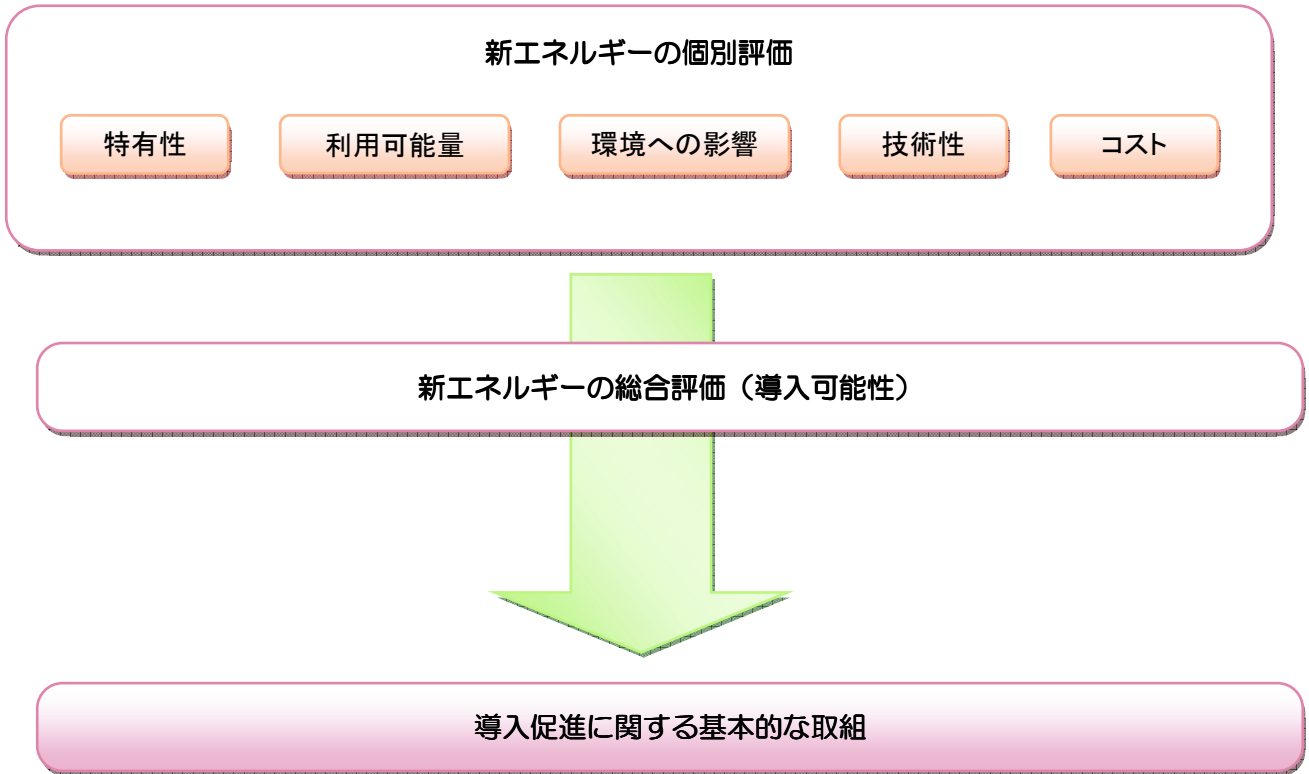 新エネルギーの個別評価
特有性
利用可能量
環境への影響
技術性
コスト
新エネルギーの総合評価（導入可能性）
導入促進に関する基本的な取組